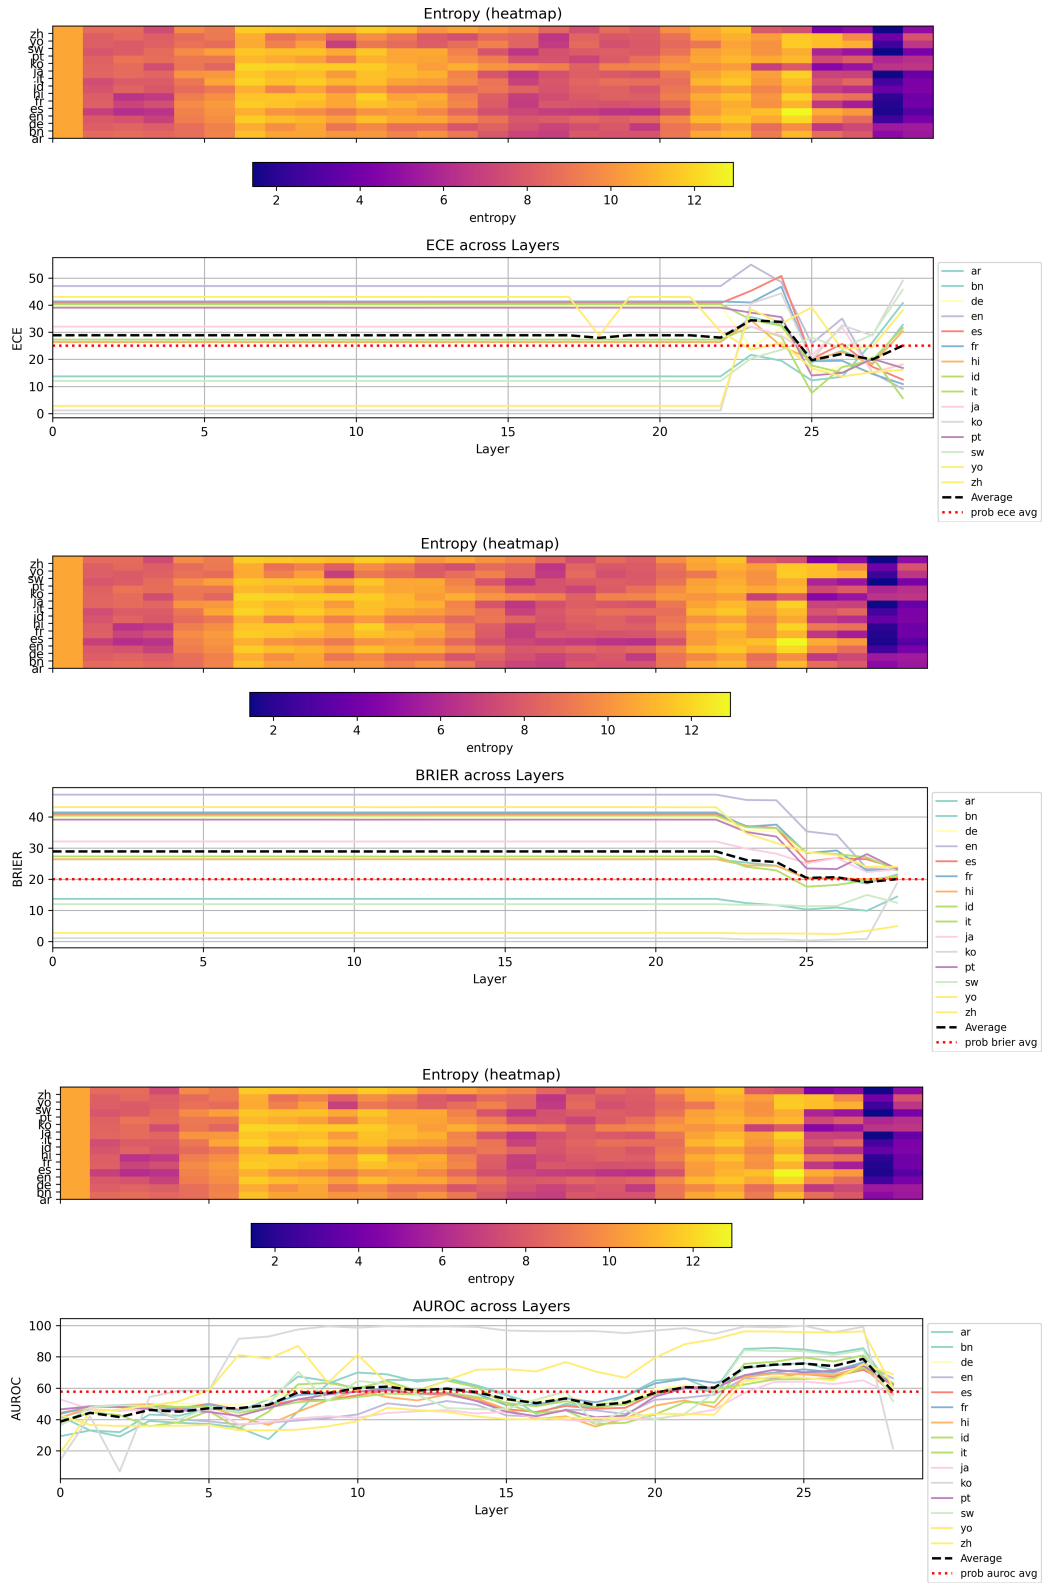 Entropy (heatmap)
zh
yo
sw
pt
ko
ja
it
id
hi
fr
es
en
de
bn
ar
2 4 6 8 10 12
entropy
ECE across Layers
50
40
30
20
10
0
ECE
0 5 10 15 20 25
Layer
ar
bn
de
en
es
fr
hi
id
it
ja
ko
pt
sw
yo
zh
Average
prob ece avg
Entropy (heatmap)
zh
yo
sw
pt
ko
ja
it
id
hi
fr
es
en
de
bn
ar
2 4 6 8 10 12
entropy
BRIER across Layers
40
30
20
10
0
BRIER
0 5 10 15 20 25
Layer
ar
bn
de
en
es
fr
hi
id
it
ja
ko
pt
sw
yo
zh
Average
prob brier avg
Entropy (heatmap)
zh
yo
sw
pt
ko
ja
it
id
hi
fr
es
en
de
bn
ar
2 4 6 8 10 12
entropy
AUROC across Layers
100
80
60
40
20
AUROC
0 5 10 15 20 25
Layer
ar
bn
de
en
es
fr
hi
id
it
ja
ko
pt
sw
yo
zh
Average
prob auroc avg